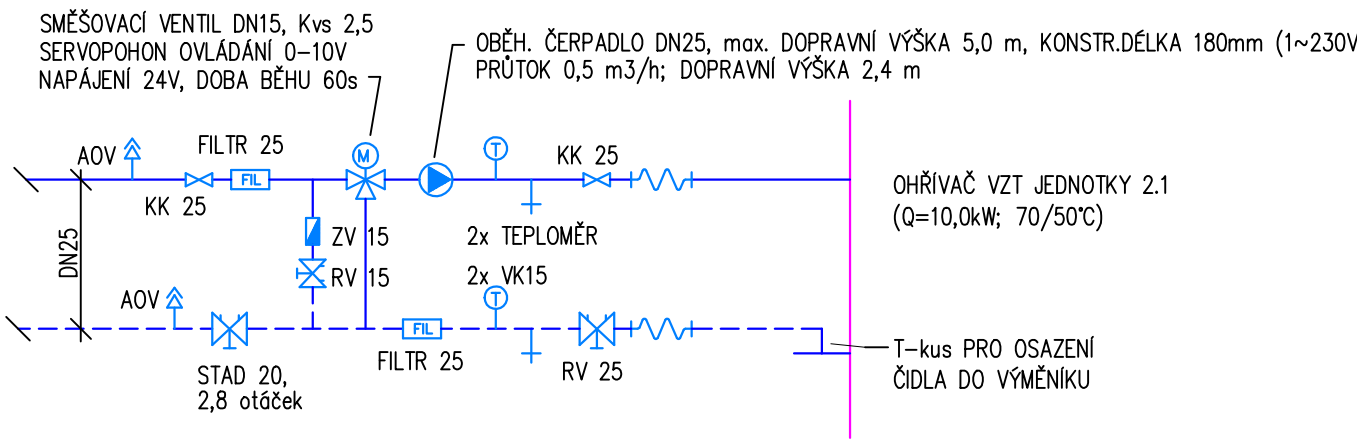 SMĚŠOVACÍ VENTIL DN15, Kvs 2,5
SERVOPOHON OVLÁDÁNÍ 0-10V
NAPÁJENÍ 24V, DOBA BĚHU 60s
OBĚH. ČERPADLO DN25, max. DOPRAVNÍ VÝŠKA 5,0 m, KONSTR.DÉLKA 180mm (1~230V
PRŮTOK 0,5 m3/h; DOPRAVNÍ VÝŠKA 2,4 m
AOV
FILTR 25
FIL
KK 25
M
T
KK 25
OHŘÍVAČ VZT JEDNOTKY 2.1
(Q=10,0kW; 70/50°C)
DN25
ZV 15
RV 15
2x TEPLOMĚR
2x VK15
AOV
T
FIL
STAD 20,
2,8 otáček
FILTR 25
RV 25
T-kus PRO OSAZENÍ
ČIDLA DO VÝMĚNÍKU